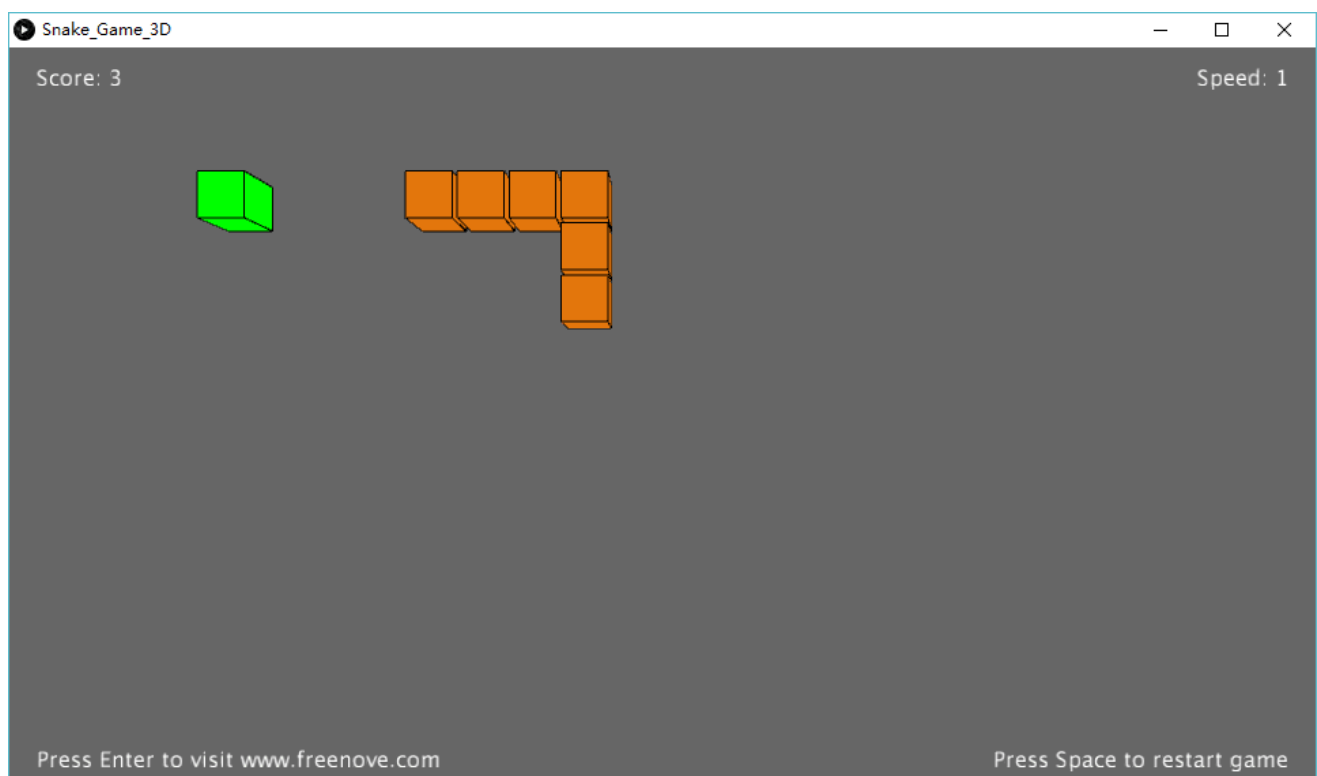 Snake_Game_3D
Score: 3
Speed: 1
Press Enter to visit www.freenove.com
Press Space to restart game